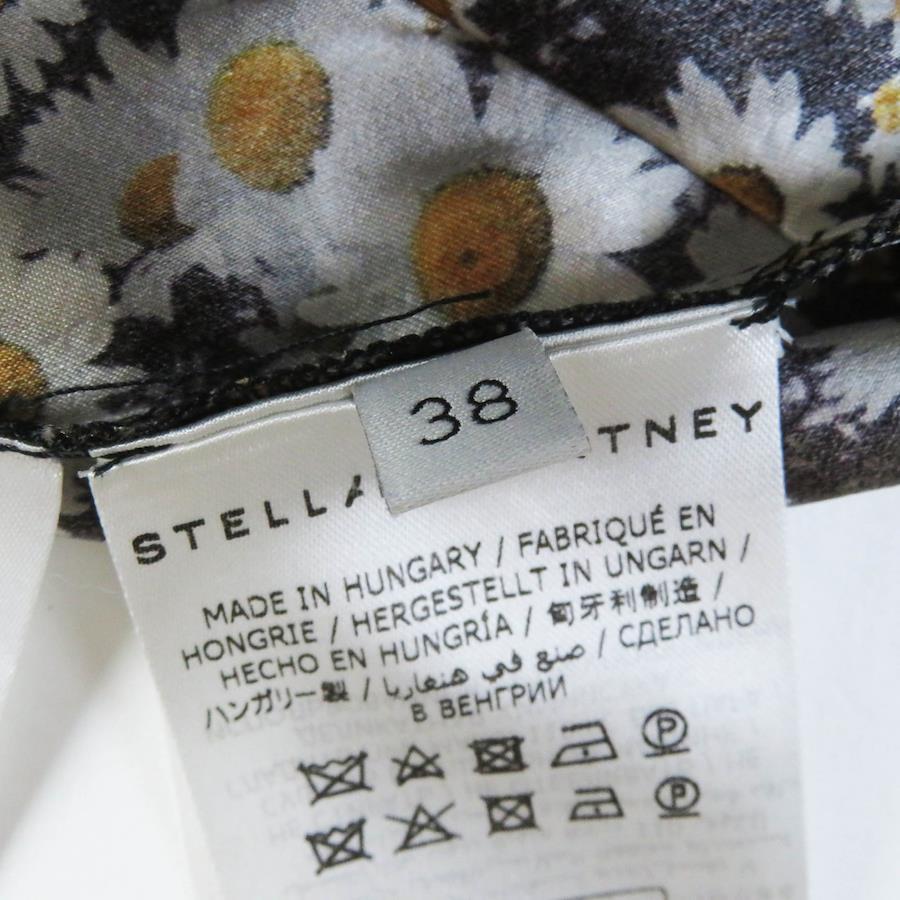 38
STELLA TNEY
MADE IN HUNGARY / FABRIQUÉ EN
HONGRIE / HERGESTELLT IN UNGARN /
HECHO EN HUNGRÍA / 匈牙利制造 /
ハンガリー製 / صنع في هنغاريا / СДЕЛАНО
В ВЕНГРИИ